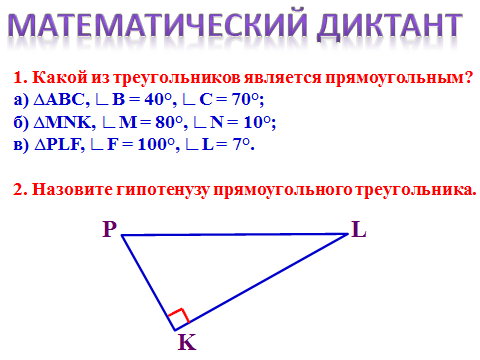 МАТЕМАТИЧЕСКИЙ ДИКТАНТ
1. Какой из треугольников является прямоугольным?
а) ∆ABC, ∟B = 40°, ∟C = 70°;
б) ∆MNK, ∟M = 80°, ∟N = 10°;
в) ∆PLF, ∟F = 100°, ∟L = 7°.
2. Назовите гипотенузу прямоугольного треугольника.
P L
K